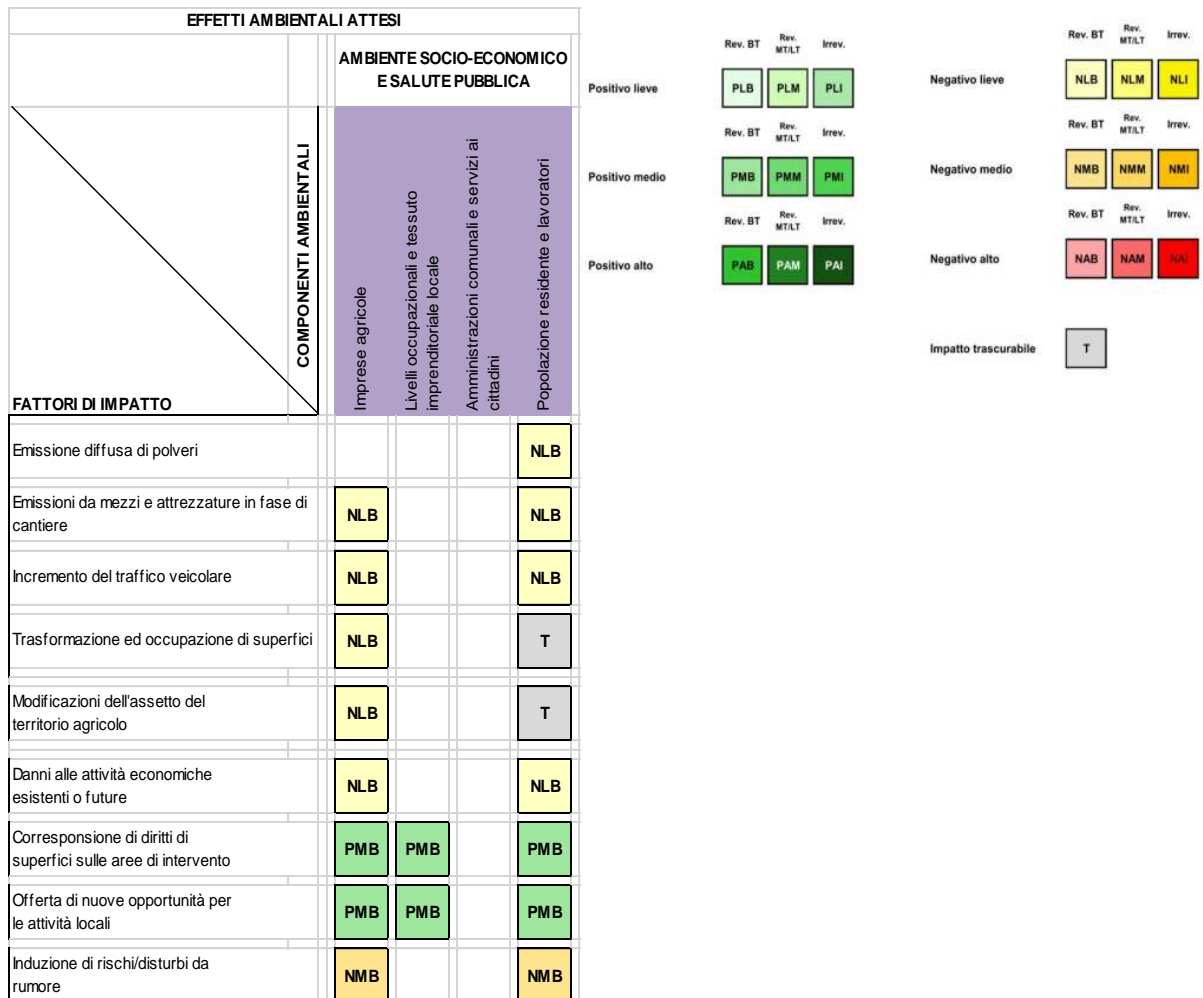 EFFETTI AMBIENTALI ATTESI
AMBIENTE SOCIO-ECONOMICO
E SALUTE PUBBLICA
COMPONENTI AMBIENTALI
Imprese agricole
Livelli occupazionali e tessuto
imprenditoriale locale
Amministrazioni comunali e servizi ai
cittadini
Popolazione residente e lavoratori
FATTORI DI IMPATTO
Emissione diffusa di polveri
NLB
Emissioni da mezzi e attrezzature in fase di
cantiere
NLB NLB
Incremento del traffico veicolare
NLB NLB
Trasformazione ed occupazione di superfici
NLB T
Modificazioni dell'assetto del
territorio agricolo
NLB T
Danni alle attività economiche
esistenti o future
NLB NLB
Corresponsione di diritti di
superfici sulle aree di intervento
PMB PMB PMB
Offerta di nuove opportunità per
le attività locali
PMB PMB PMB
Induzione di rischi/disturbi da
rumore
NMB NMB
Rev. BT Rev. MT/LT Irrev.
Positivo lieve PLB PLM PLI
Rev. BT Rev. MT/LT Irrev.
Positivo medio PMB PMM PMI
Rev. BT Rev. MT/LT Irrev.
Positivo alto PAB PAM PAI
Rev. BT Rev. MT/LT Irrev.
Negativo lieve NLB NLM NLI
Rev. BT Rev. MT/LT Irrev.
Negativo medio NMB NMM NMI
Rev. BT Rev. MT/LT Irrev.
Negativo alto NAB NAM NAI
Impatto trascurabile T